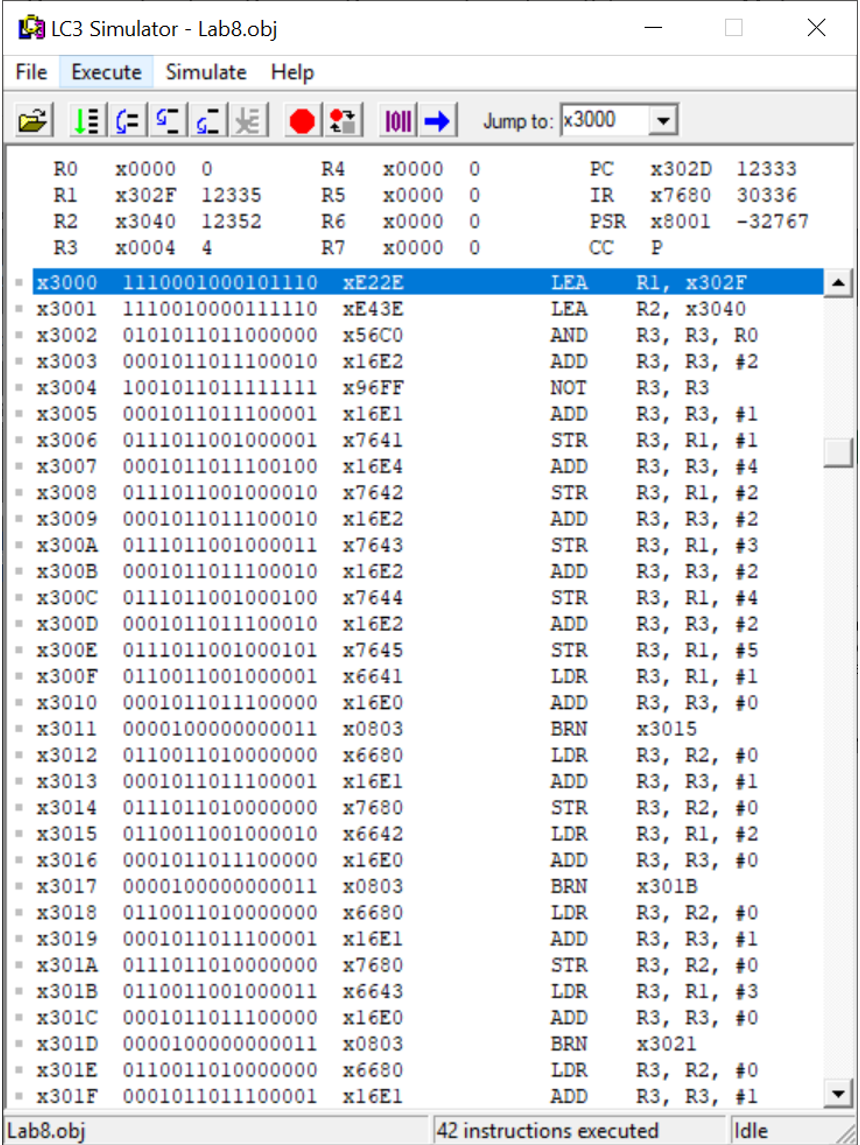 LC3 Simulator - Lab8.obj
File Execute Simulate Help
Jump to: x3000
R0 x0000 0 R4 x0000 0 PC x302D 12333
R1 x302F 12335 R5 x0000 0 IR x7680 30336
R2 x3040 12352 R6 x0000 0 PSR x8001 -32767
R3 x0004 4 R7 x0000 0 CC P
x3000 1110001000101110 xE22E LEA R1, x302F
x3001 1110010000111110 xE43E LEA R2, x3040
x3002 0101011011000000 x56C0 AND R3, R3, R0
x3003 0001011011100010 x16E2 ADD R3, R3, #2
x3004 1001011011111111 x96FF NOT R3, R3
x3005 0001011011100001 x16E1 ADD R3, R3, #1
x3006 0111011001000001 x7641 STR R3, R1, #1
x3007 0001011011100100 x16E4 ADD R3, R3, #4
x3008 0111011001000010 x7642 STR R3, R1, #2
x3009 0001011011100010 x16E2 ADD R3, R3, #2
x300A 0111011001000011 x7643 STR R3, R1, #3
x300B 0001011011100010 x16E2 ADD R3, R3, #2
x300C 0111011001000100 x7644 STR R3, R1, #4
x300D 0001011011100010 x16E2 ADD R3, R3, #2
x300E 0111011001000101 x7645 STR R3, R1, #5
x300F 0110011001000001 x6641 LDR R3, R1, #1
x3010 0001011011100000 x16E0 ADD R3, R3, #0
x3011 0000100000000011 x0803 BRN x3015
x3012 0110011010000000 x6680 LDR R3, R2, #0
x3013 0001011011100001 x16E1 ADD R3, R3, #1
x3014 0111011010000000 x7680 STR R3, R2, #0
x3015 0110011001000010 x6642 LDR R3, R1, #2
x3016 0001011011100000 x16E0 ADD R3, R3, #0
x3017 0000100000000011 x0803 BRN x301B
x3018 0110011010000000 x6680 LDR R3, R2, #0
x3019 0001011011100001 x16E1 ADD R3, R3, #1
x301A 0111011010000000 x7680 STR R3, R2, #0
x301B 0110011001000011 x6643 LDR R3, R1, #3
x301C 0001011011100000 x16E0 ADD R3, R3, #0
x301D 0000100000000011 x0803 BRN x3021
x301E 0110011010000000 x6680 LDR R3, R2, #0
x301F 0001011011100001 x16E1 ADD R3, R3, #1
Lab8.obj 42 instructions executed Idle